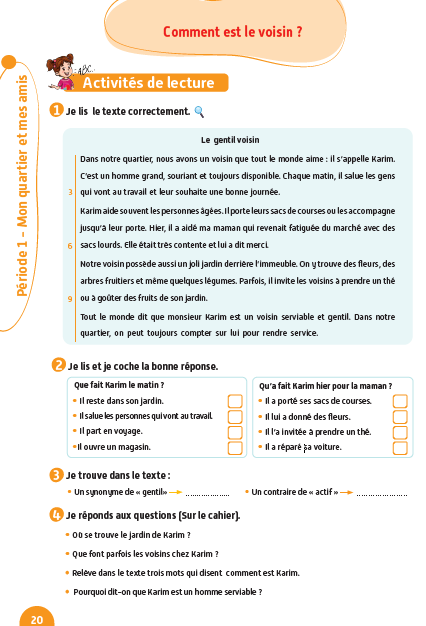 Comment est le voisin ?
ABC
Activités de lecture
Période 1 - Mon quartier et mes amis
1 Je lis le texte correctement.
Le gentil voisin
Dans notre quartier, nous avons un voisin que tout le monde aime : il s'appelle Karim.
C'est un homme grand, souriant et toujours disponible. Chaque matin, il salue les gens
3 qui vont au travail et leur souhaite une bonne journée.
Karim aide souvent les personnes âgées. Il porte leurs sacs de courses ou les accompagne
jusqu'à leur porte. Hier, il a aidé ma maman qui revenait fatiguée du marché avec des
6 sacs lourds. Elle était très contente et lui a dit merci.
Notre voisin possède aussi un joli jardin derrière l'immeuble. On y trouve des fleurs, des
arbres fruitiers et même quelques légumes. Parfois, il invite les voisins à prendre un thé
9 ou à goûter des fruits de son jardin.
Tout le monde dit que monsieur Karim est un voisin serviable et gentil. Dans notre
quartier, on peut toujours compter sur lui pour rendre service.
2 Je lis et je coche la bonne réponse.
Que fait Karim le matin ?
• Il reste dans son jardin.
• Il salue les personnes qui vont au travail.
• Il part en voyage.
• Il ouvre un magasin.
Qu'a fait Karim hier pour la maman ?
• Il a porté ses sacs de courses.
• Il lui a donné des fleurs.
• Il l'a invitée à prendre un thé.
• Il a réparé sa voiture.
3 Je trouve dans le texte :
• Un synonyme de « gentil» ...................
• Un contraire de « actif » ......................
4 Je réponds aux questions (Sur le cahier).
• Où se trouve le jardin de Karim ?
• Que font parfois les voisins chez Karim ?
• Relève dans le texte trois mots qui disent comment est Karim.
• Pourquoi dit-on que Karim est un homme serviable ?
20